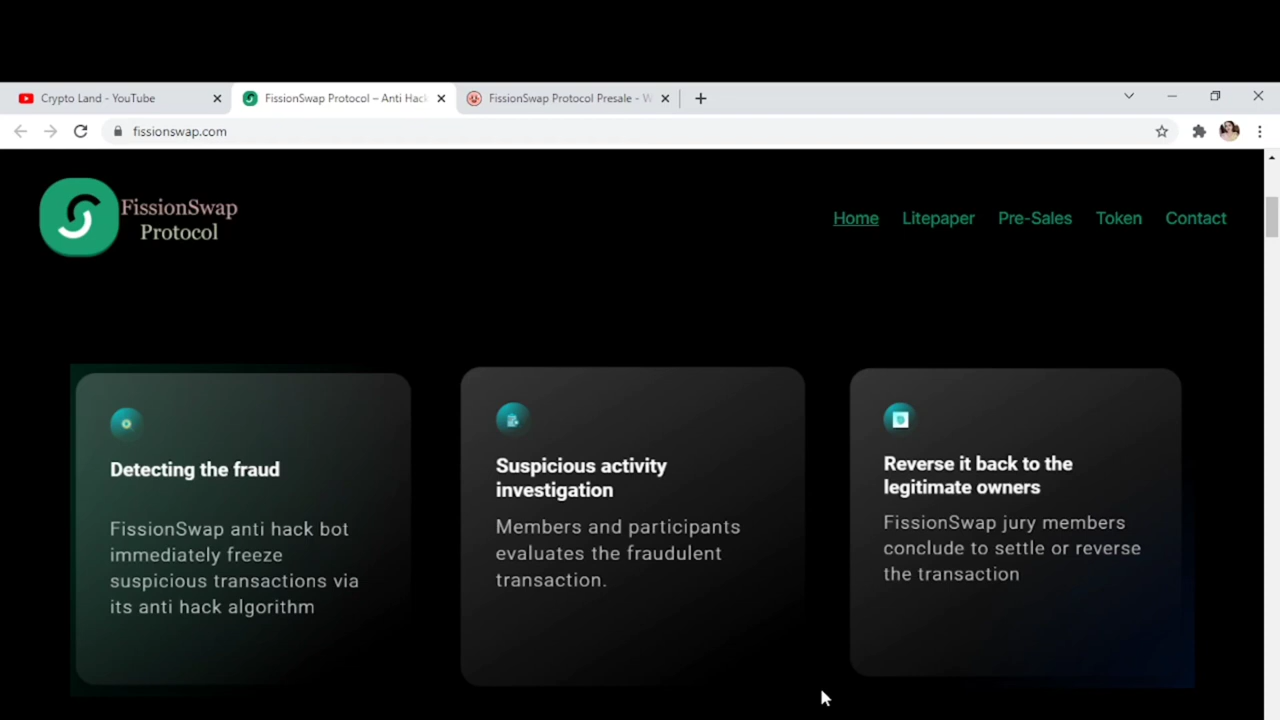 Crypto Land - YouTube
FissionSwap Protocol – Anti Hack
FissionSwap Protocol Presale - W
fissionswap.com
FissionSwap
Protocol
Home
Litepaper
Pre-Sales
Token
Contact
Detecting the fraud
FissionSwap anti hack bot
immediately freeze
suspicious transactions via
its anti hack algorithm
Suspicious activity
investigation
Members and participants
evaluates the fraudulent
transaction.
Reverse it back to the
legitimate owners
FissionSwap jury members
conclude to settle or reverse
the transaction